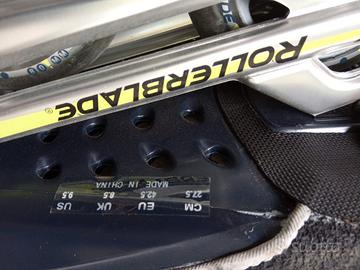 ROLLERBLADE®
CM EU UK US
27.5 42.5 8.5 9.5
MADE IN CHINA